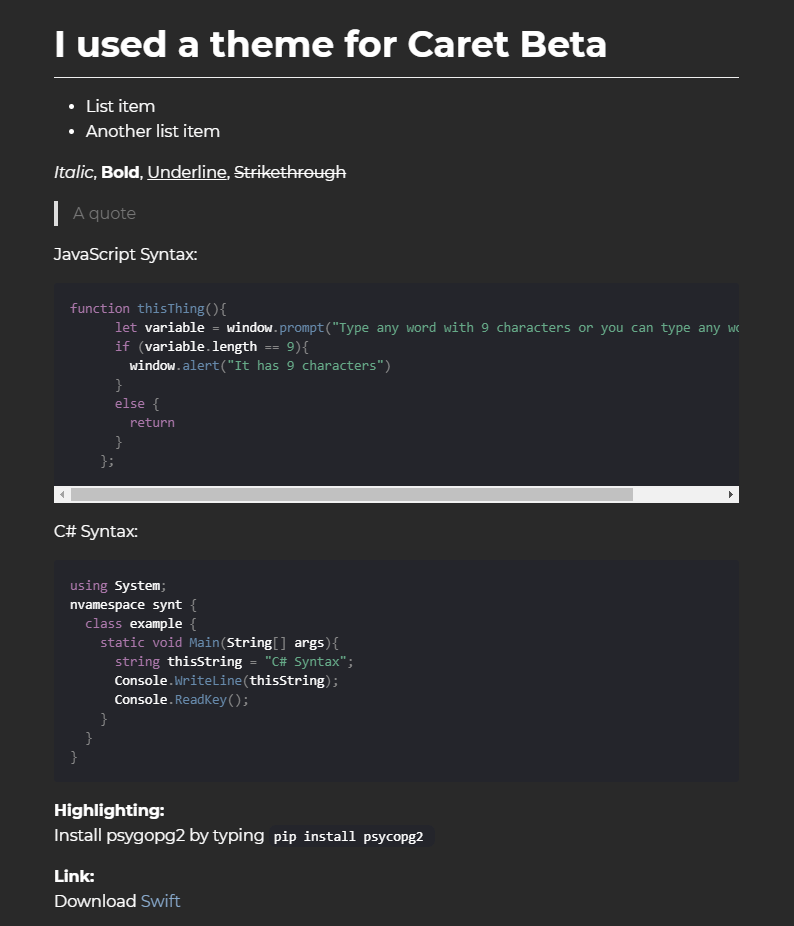 I used a theme for Caret Beta
List item
Another list item
Italic, Bold, Underline, Strikethrough
A quote
JavaScript Syntax:
function thisThing(){
let variable = window.prompt("Type any word with 9 characters or you can type any
if (variable.length == 9){
window.alert("It has 9 characters")
}
else {
return
}
};
C# Syntax:
using System;
nvamespace synt {
class example {
static void Main(String[] args){
string thisString = "C# Syntax";
Console.WriteLine(thisString);
Console.ReadKey();
}
}
}
Highlighting:
Install psygopg2 by typing pip install psycopg2
Link:
Download Swift